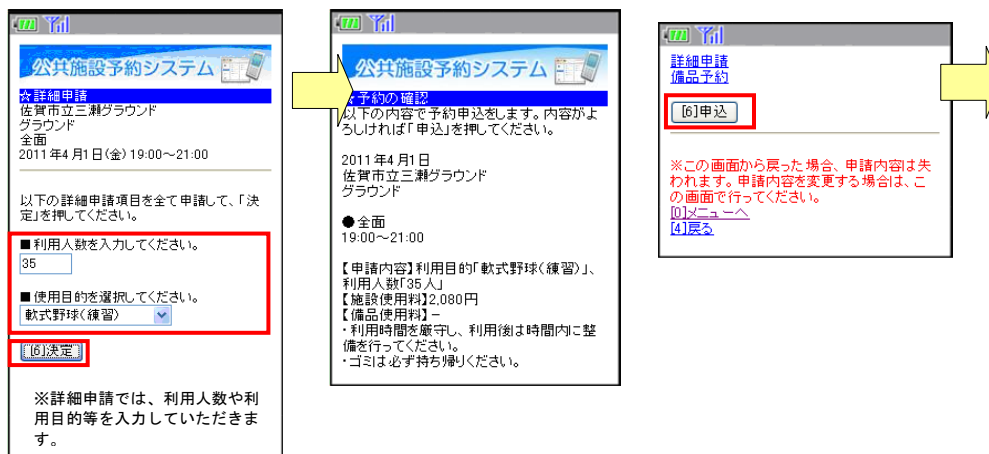 公共施設予約システム
☆詳細申請
佐賀市立三瀬グラウンド
グラウンド
全面
2011年4月1日(金)19:00～21:00
以下の詳細申請項目を全て申請して、「決
定」を押してください。
■利用人数を入力してください。
35
■使用目的を選択してください。
軟式野球(練習)
[6]決定
※詳細申請では、利用人数や利
用目的等を入力していただきま
す。
公共施設予約システム
☆予約の確認
以下の内容で予約申込をします。内容がよ
ろしければ「申込」を押してください。
2011年4月1日
佐賀市立三瀬グラウンド
グラウンド
●全面
19:00～21:00
【申請内容】利用目的「軟式野球(練習)」、
利用人数「35人」
【施設使用料】2,080円
【備品使用料】－
・利用時間を厳守し、利用後は時間内に整
備を行ってください。
・ゴミは必ず持ち帰りください。
詳細申請
備品予約
[6]申込
※この画面から戻った場合、申請内容は失
われます。申請内容を変更する場合は、こ
の画面で行ってください。
[0]メニューへ
[4]戻る